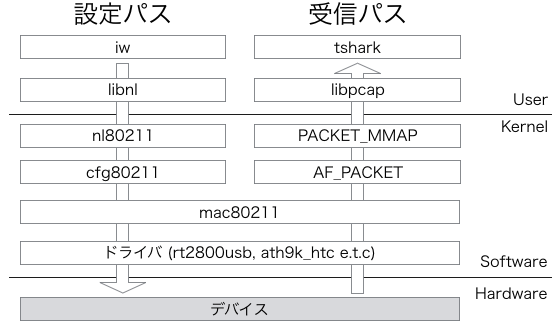 設定パス
受信パス
iw
tshark
libnl
libpcap
User
Kernel
nl80211
PACKET_MMAP
cfg80211
AF_PACKET
mac80211
ドライバ (rt2800usb, ath9k_htc e.t.c)
Software
Hardware
デバイス